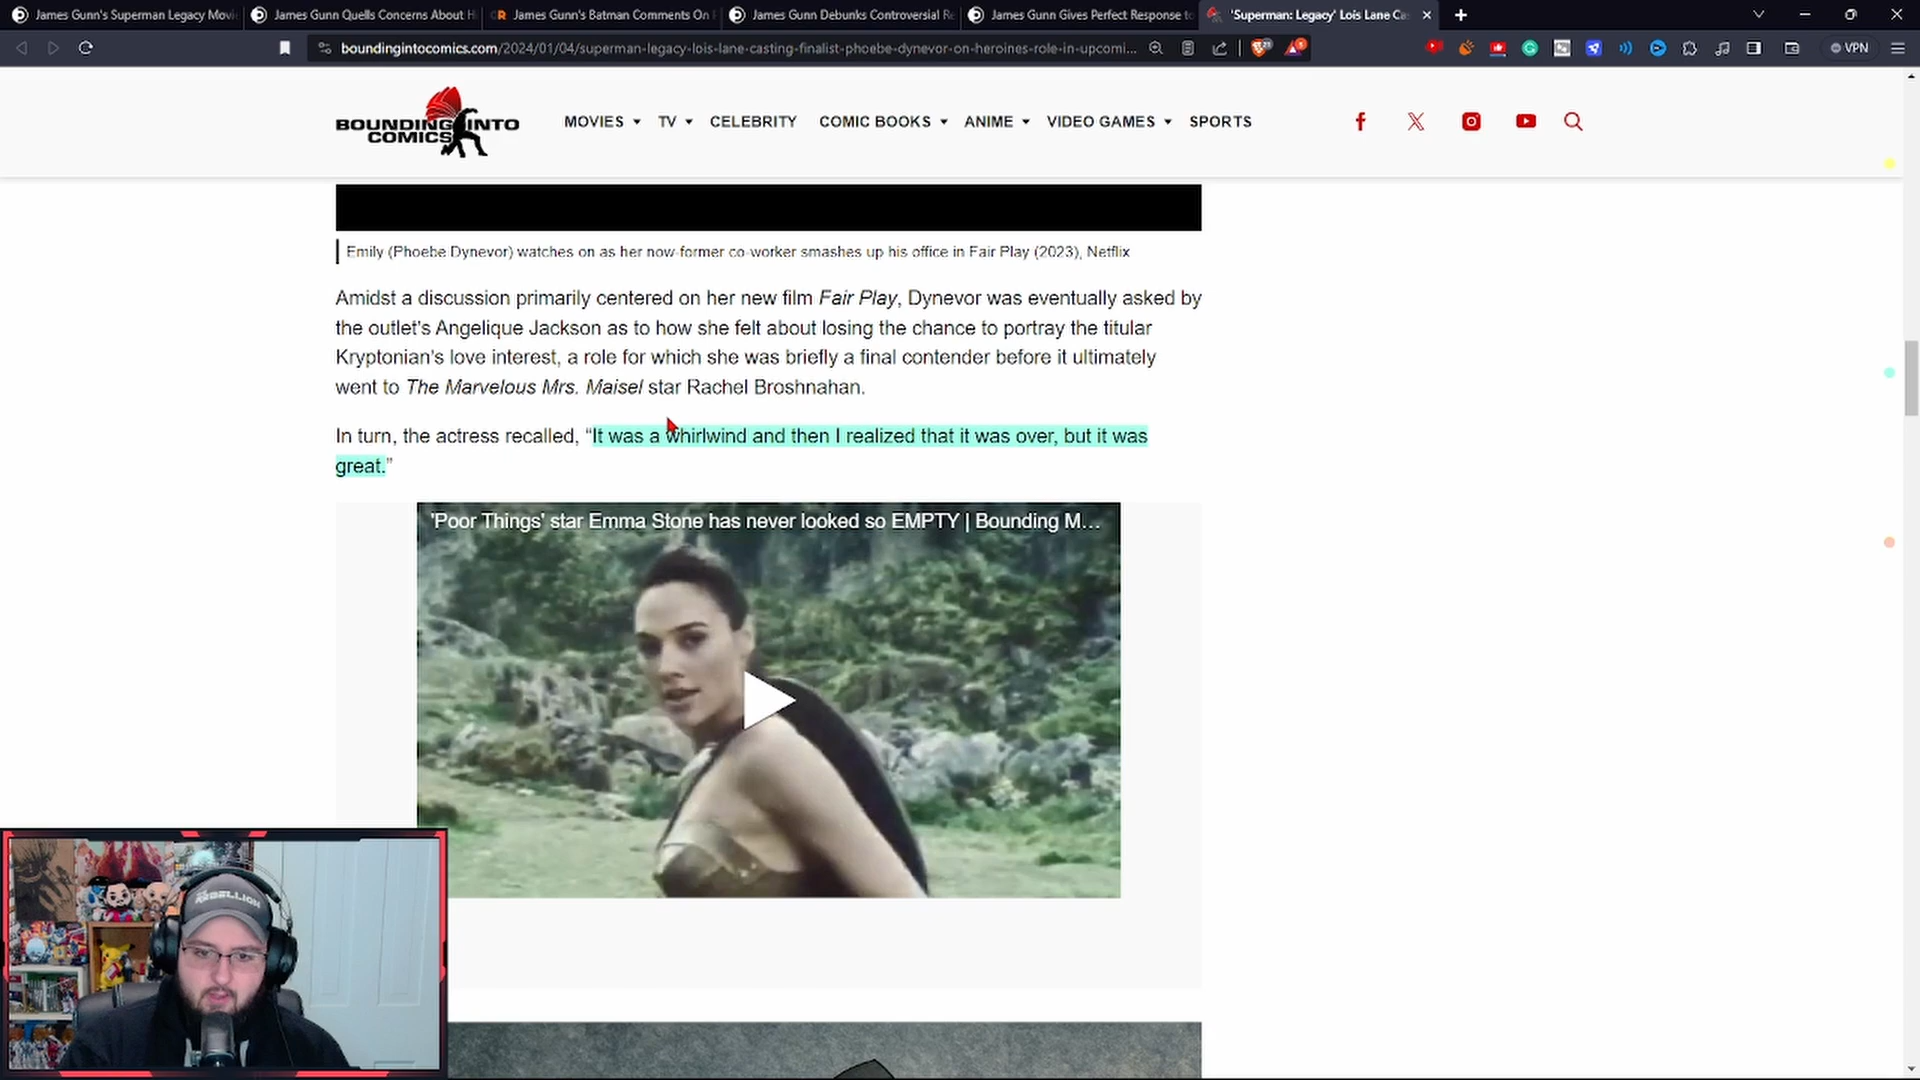 James Gunn's Superman Legacy Movi
James Gunn Quells Concerns About H
CR James Gunn's Batman Comments On
James Gunn Debunks Controversial Re
James Gunn Gives Perfect Response to
'Superman: Legacy' Lois Lane Ca
boundingintocomics.com/2024/01/04/superman-legacy-lois-lane-casting-finalist-phoebe-dynevor-on-heroines-role-in-upcomi...
VPN
BOUNDING INTO
COMICS
MOVIES
TV
CELEBRITY
COMIC BOOKS
ANIME
VIDEO GAMES
SPORTS
Emily (Phoebe Dynevor) watches on as her now-former co-worker smashes up his office in Fair Play (2023), Netflix
Amidst a discussion primarily centered on her new film Fair Play, Dynevor was eventually asked by
the outlet's Angelique Jackson as to how she felt about losing the chance to portray the titular
Kryptonian's love interest, a role for which she was briefly a final contender before it ultimately
went to The Marvelous Mrs. Maisel star Rachel Broshnahan.
In turn, the actress recalled, “It was a whirlwind and then I realized that it was over, but it was
great.”
'Poor Things' star Emma Stone has never looked so EMPTY | Bounding M...
REBELLION